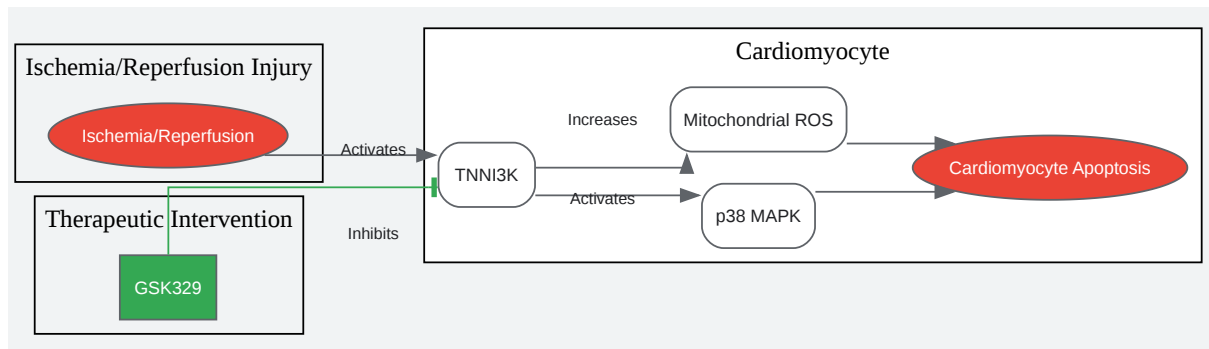 Ischemia/Reperfusion Injury
Ischemia/Reperfusion
Activates
Therapeutic Intervention
GSK329
Inhibits
Cardiomyocyte
TNNI3K
Increases
Mitochondrial ROS
Activates
p38 MAPK
Cardiomyocyte Apoptosis